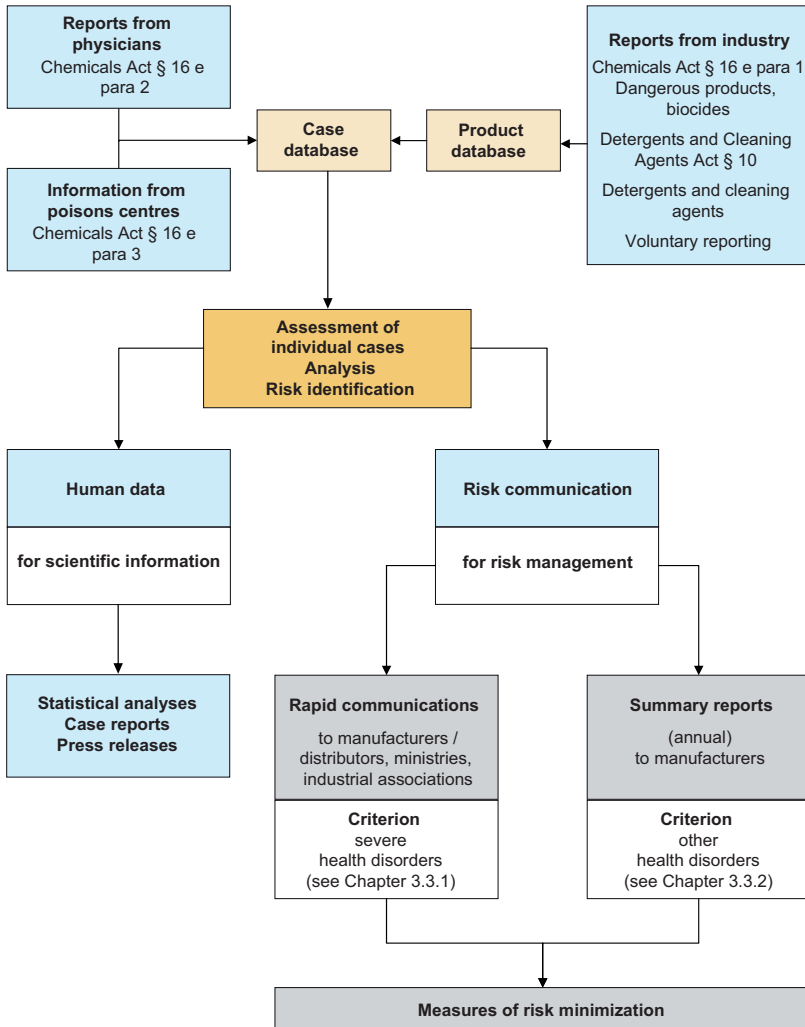 Reports from
physicians
Chemicals Act § 16 e
para 2
Information from
poisons centres
Chemicals Act § 16 e
para 3
Case
database
Product
database
Reports from industry
Chemicals Act § 16 e para 1
Dangerous products,
biocides
Detergents and Cleaning
Agents Act § 10
Detergents and cleaning
agents
Voluntary reporting
Assessment of
individual cases
Analysis
Risk identification
Human data
for scientific information
Statistical analyses
Case reports
Press releases
Risk communication
for risk management
Rapid communications
to manufacturers /
distributors, ministries,
industrial associations
Criterion
severe
health disorders
(see Chapter 3.3.1)
Summary reports
(annual)
to manufacturers
Criterion
other
health disorders
(see Chapter 3.3.2)
Measures of risk minimization